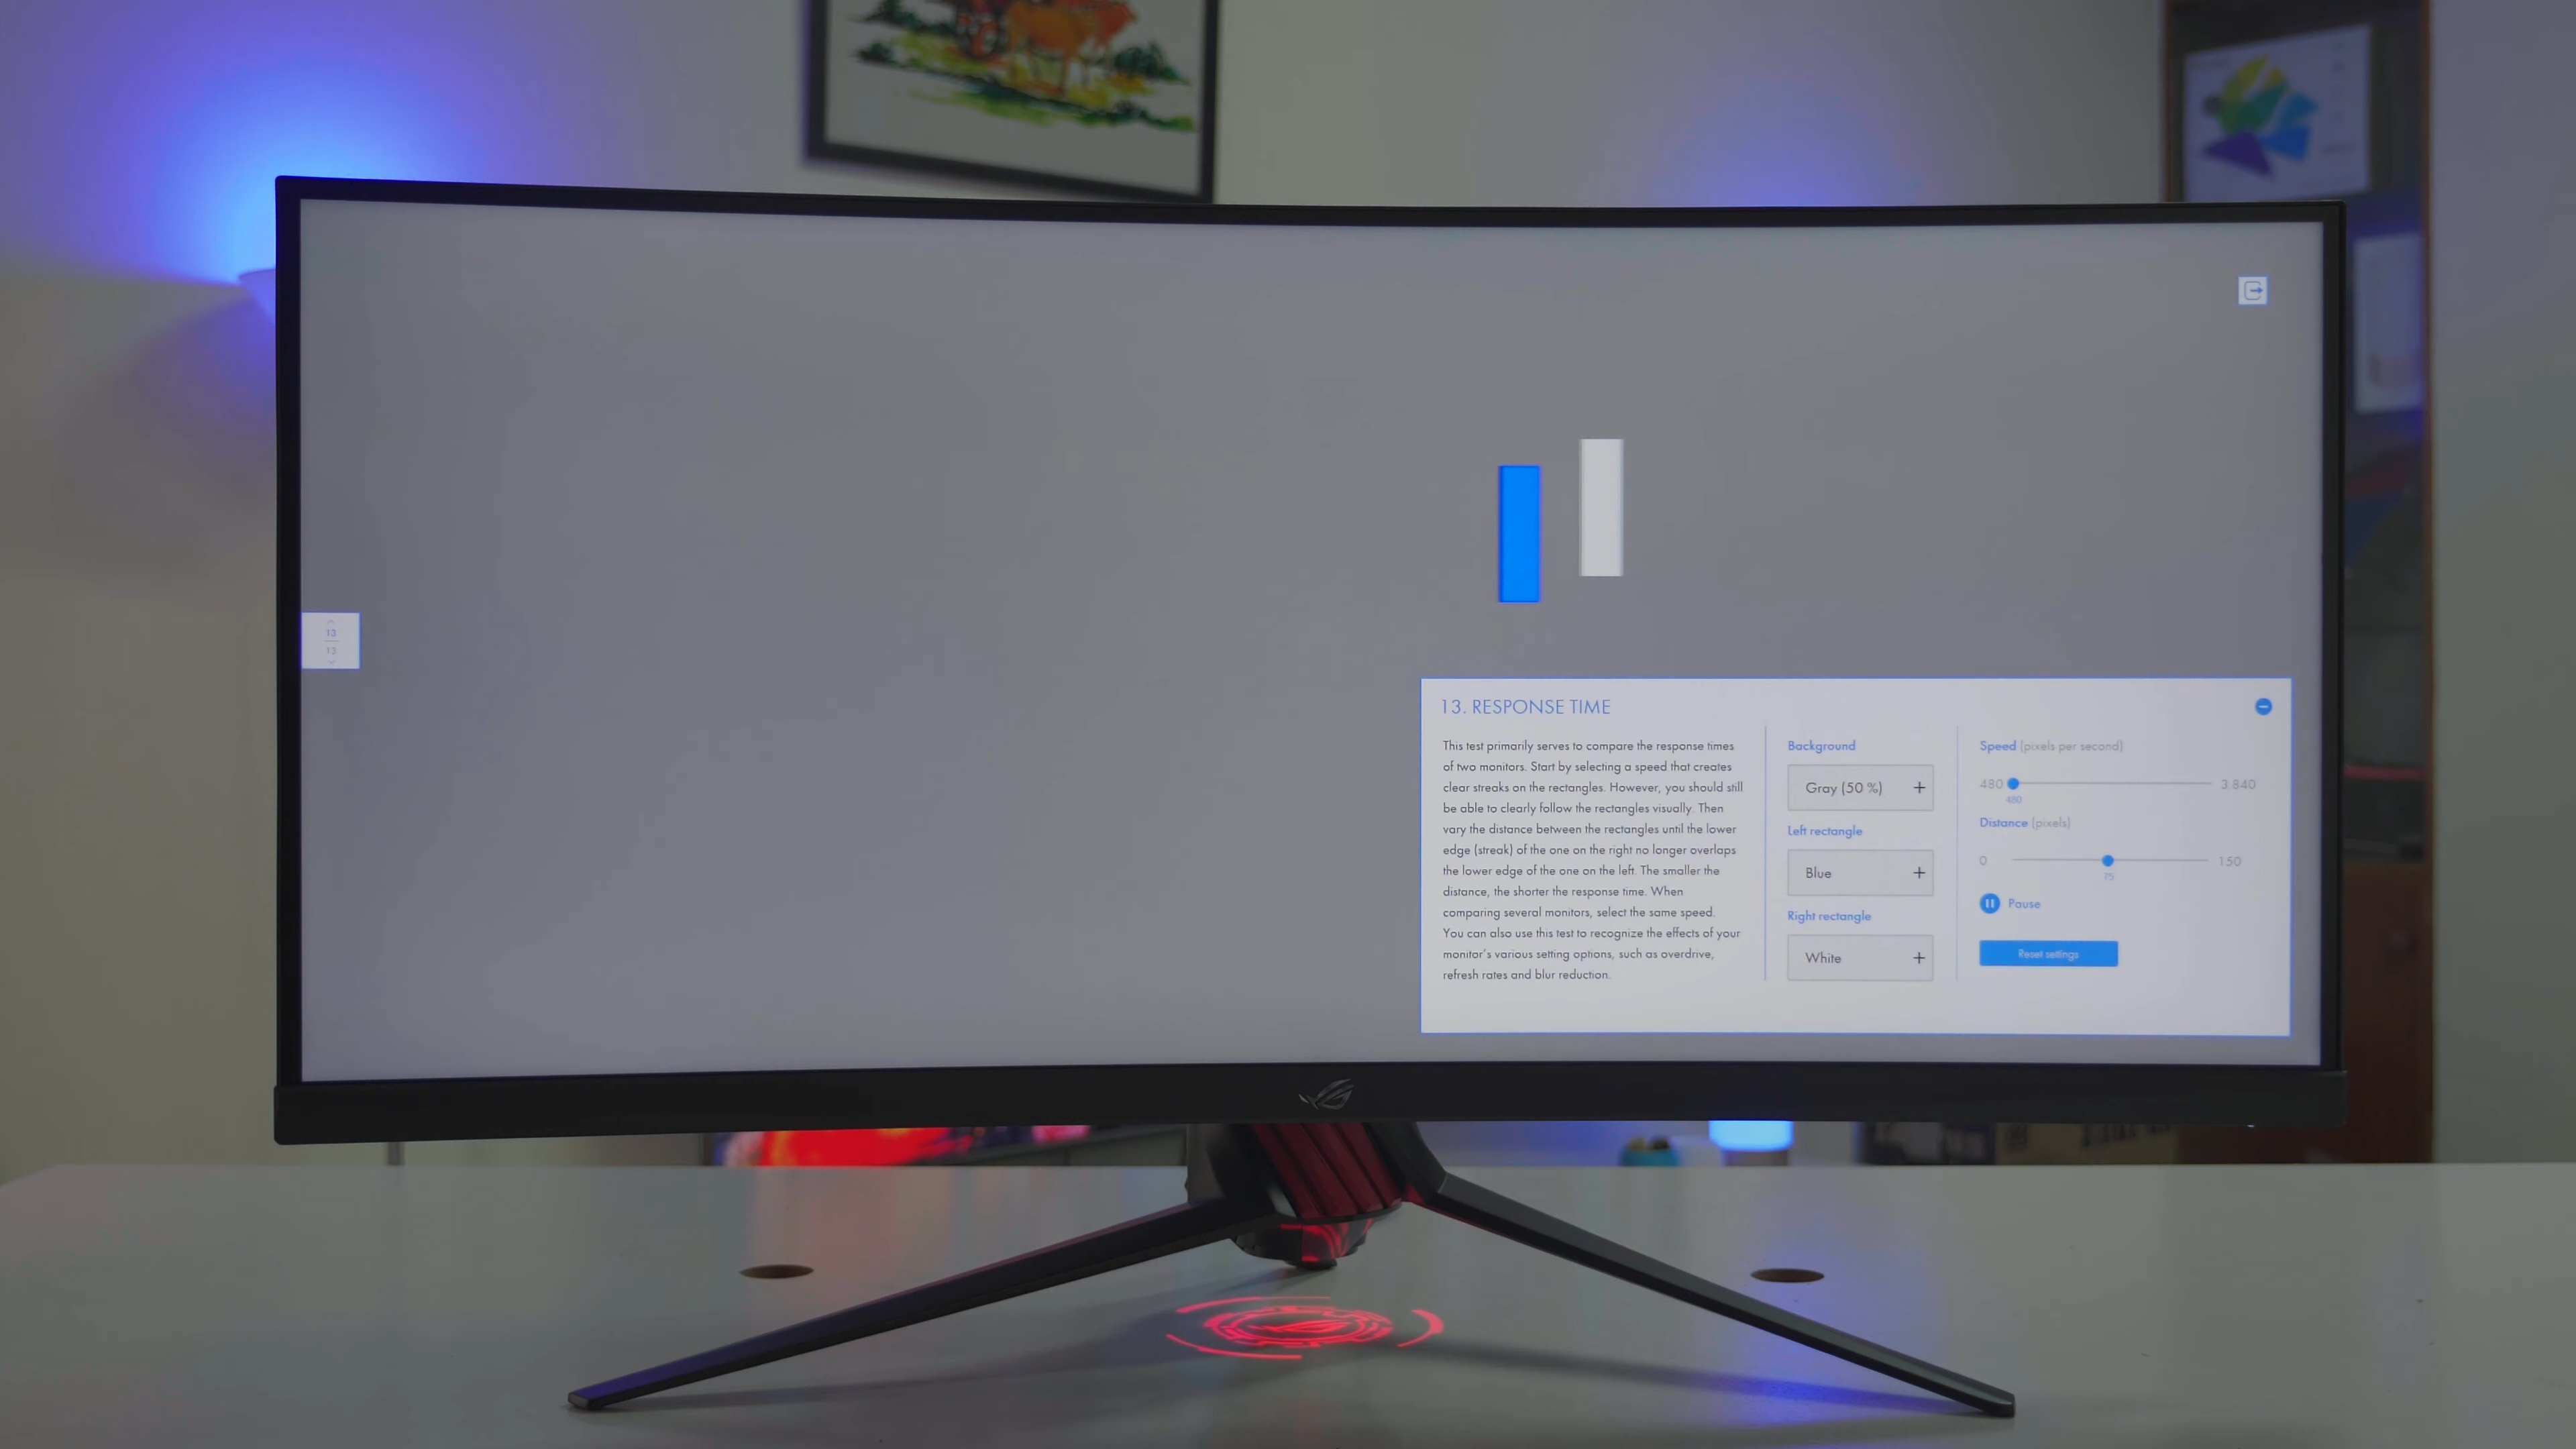 13
13
13. RESPONSE TIME
This test primarily serves to compare the response times
of two monitors. Start by selecting a speed that creates
clear streaks on the rectangles. However, you should still
be able to clearly follow the rectangles visually. Then
vary the distance between the rectangles until the lower
edge (streak) of the one on the right no longer overlaps
the lower edge of the one on the left. The smaller the
distance, the shorter the response time. When
comparing several monitors, select the same speed.
You can also use this test to recognize the effects of your
monitor's various setting options, such as overdrive,
refresh rates and blur reduction.
Background
Gray (50 %) +
Left rectangle
Blue +
Right rectangle
White +
Speed (pixels per second)
480 3.840
480
Distance (pixels)
0 150
75
Pause
Reset settings